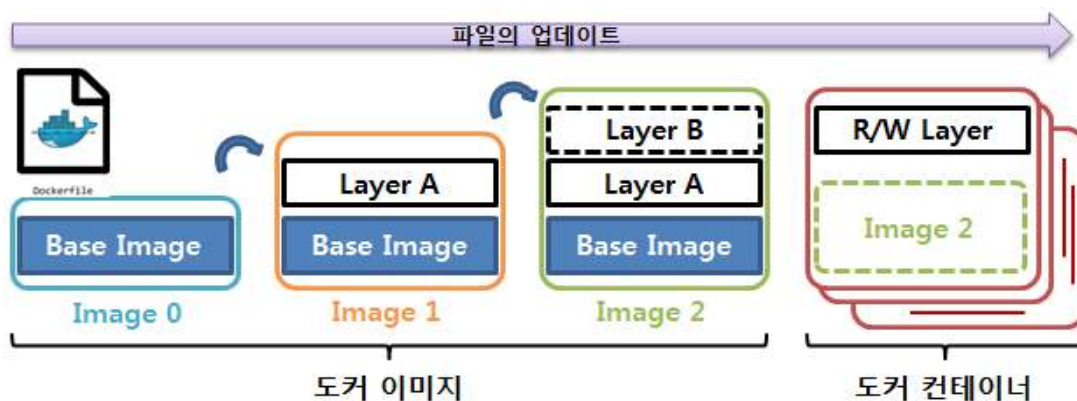 파일의 업데이트
Dockerfile
Base Image
Image 0
Layer A
Base Image
Image 1
Layer B
Layer A
Base Image
Image 2
R/W Layer
Image 2
도커 이미지
도커 컨테이너